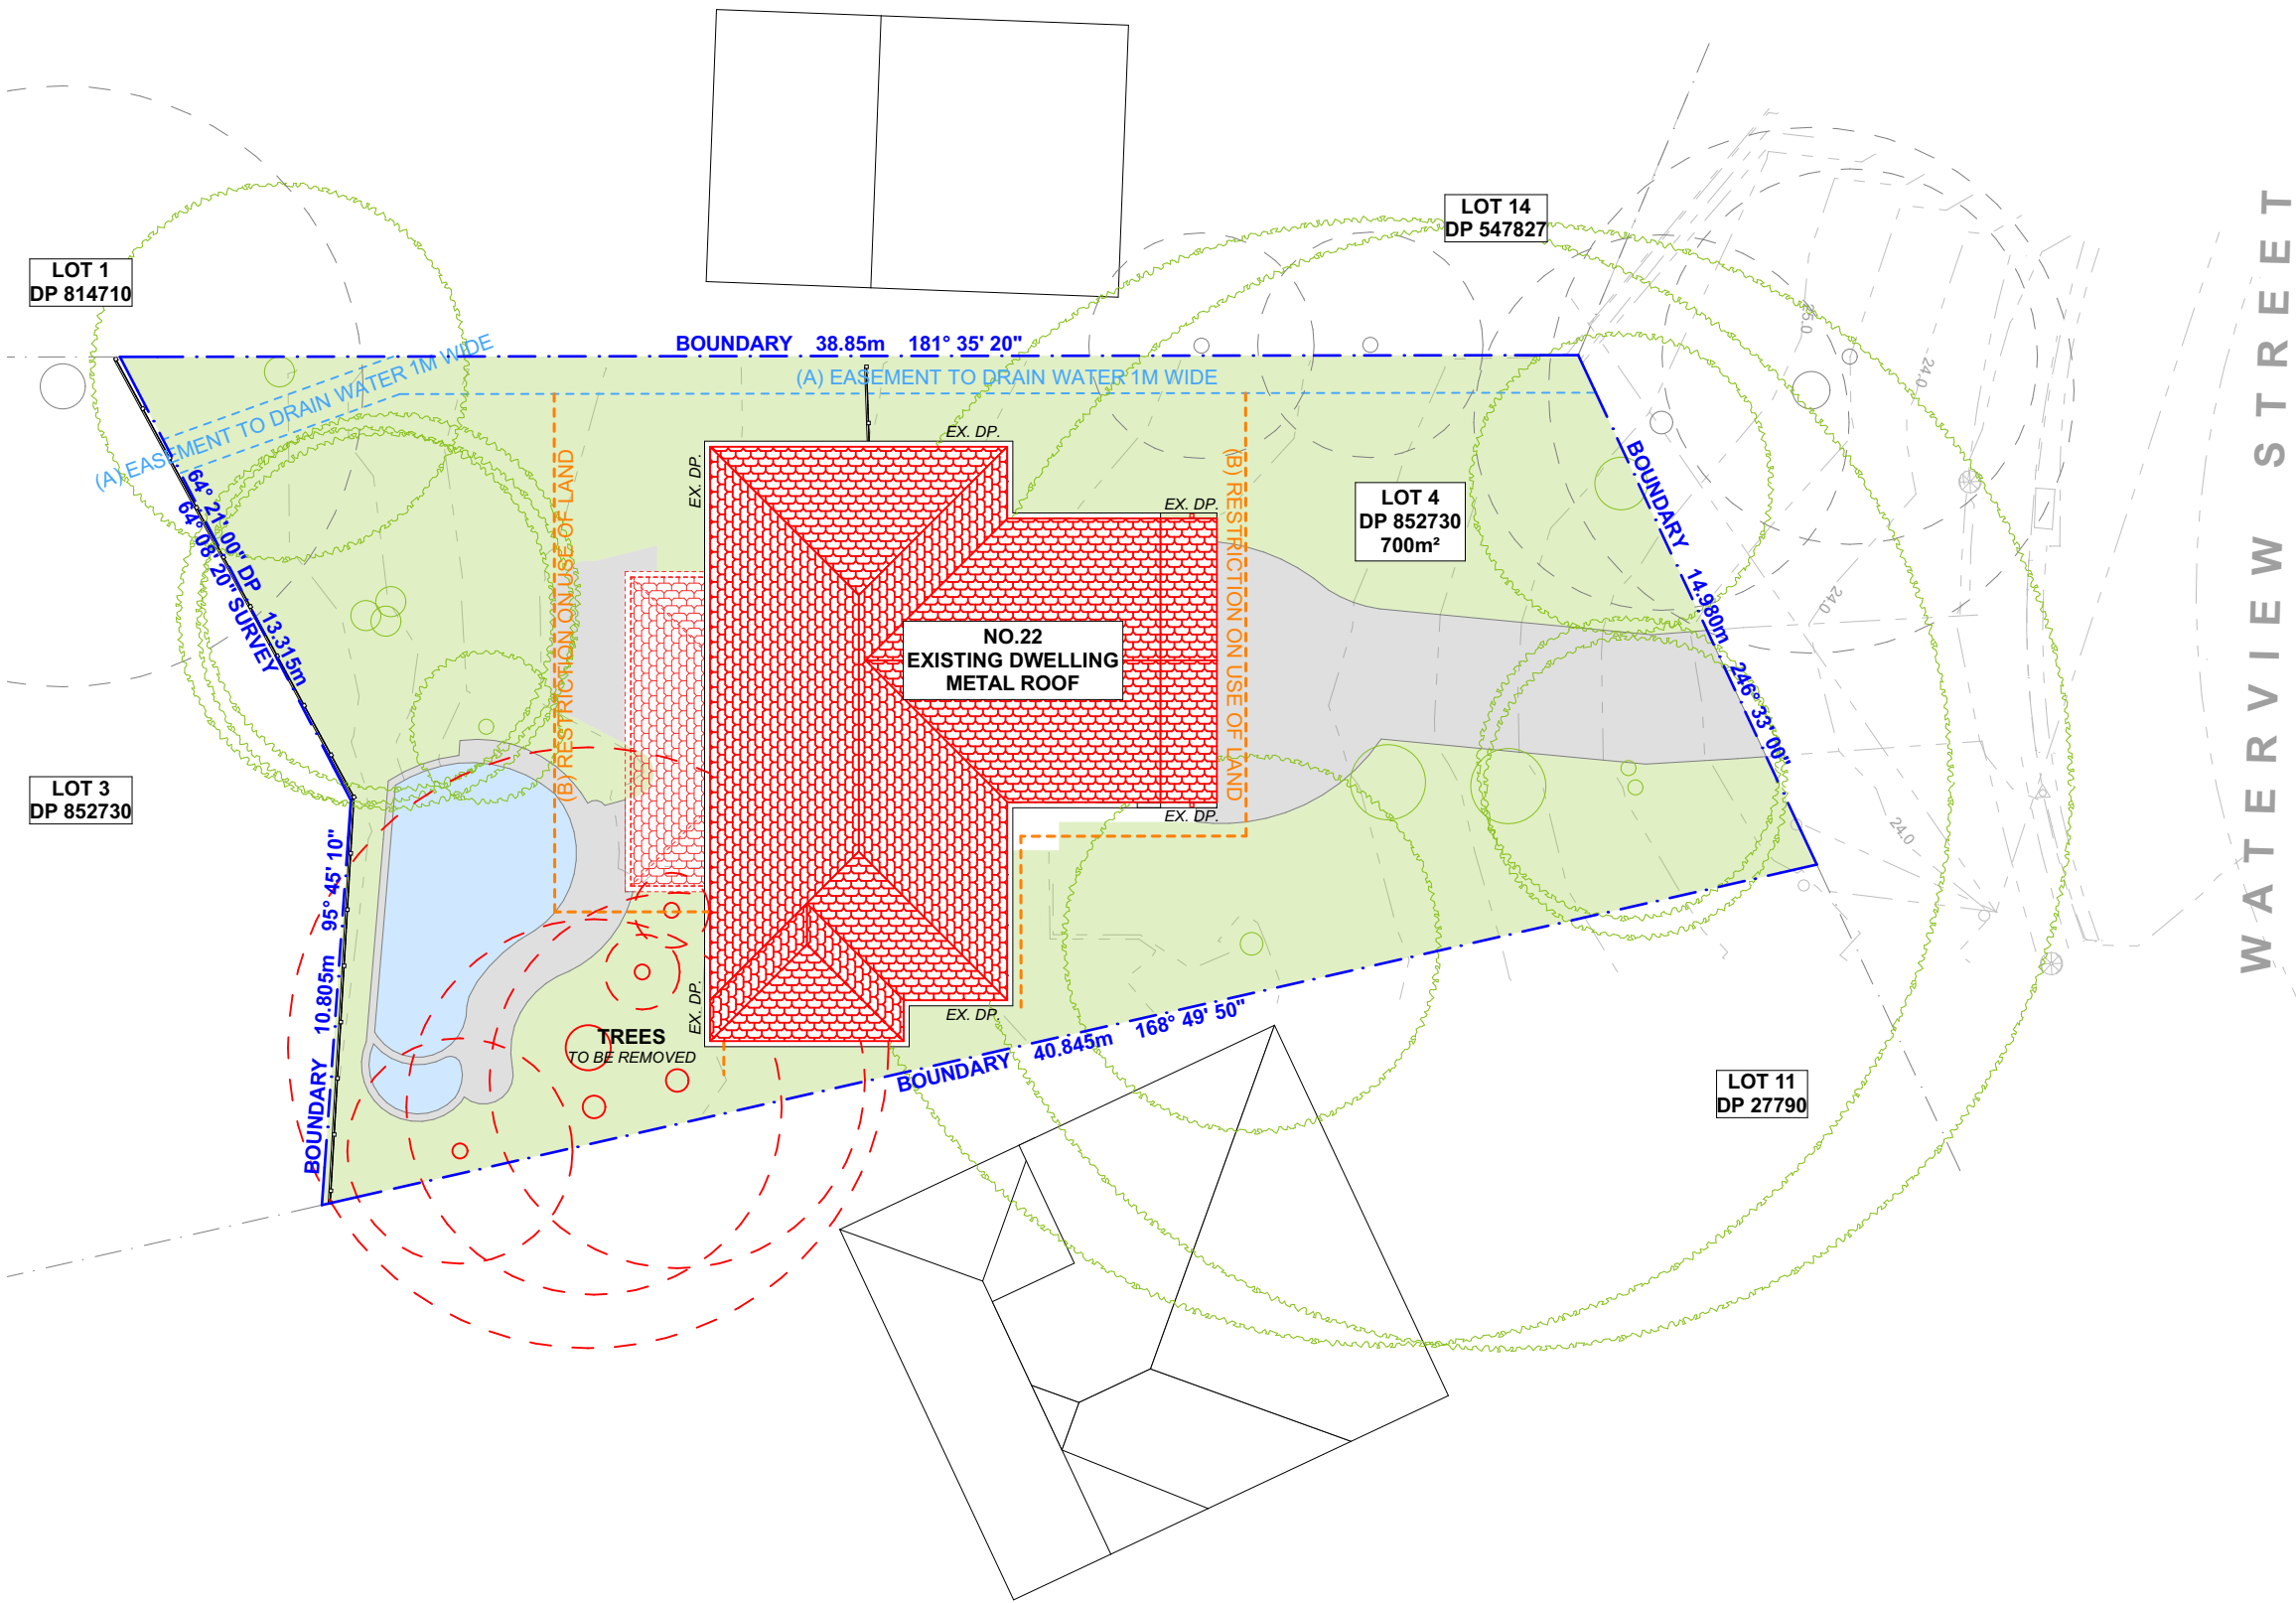 LOT 14
DP 547827
LOT 1
DP 814710
BOUNDARY 38.85m 181° 35' 20"
(A) EASEMENT TO DRAIN WATER 1M WIDE
(A) EASEMENT TO DRAIN WATER 1M WIDE
25.0
24.0
24.0
24.0
WATERVIEW STREET
EX. DP.
EX. DP.
EX. DP.
LOT 4
DP 852730
700m²
BOUNDARY 14.980m 246° 33' 00"
64° 21' 00" DP 13.315m
64° 08' 20" SURVEY
(B) RESTRICTION ON USE OF LAND
(B) RESTRICTION ON USE OF LAND
NO.22
EXISTING DWELLING
METAL ROOF
LOT 3
DP 852730
EX. DP.
BOUNDARY 10.805m 95° 45' 10"
EX. DP.
EX. DP.
TREES
TO BE REMOVED
BOUNDARY 40.845m 168° 49' 50"
LOT 11
DP 27790